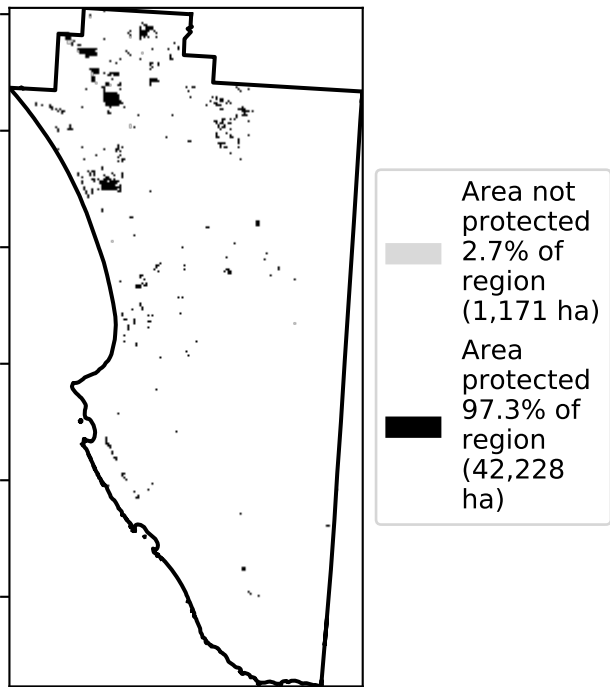 Area not
protected
2.7% of
region
(1,171 ha)
Area
protected
97.3% of
region
(42,228
ha)